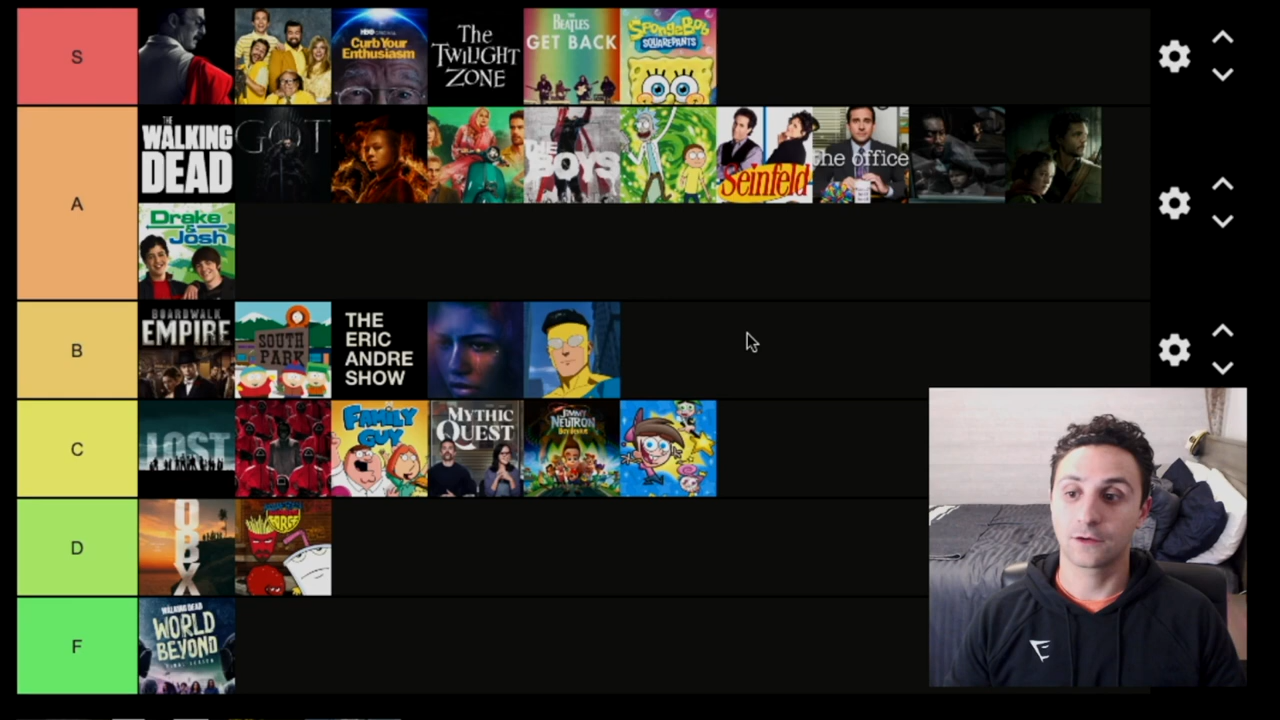 S
HBO
Curb Your
Enthusiasm
The
Twilight
Zone
The
Beatles
GET BACK
SpongeBob
SQUAREPANTS
A
THE
WALKING
DEAD
GOT
THE
BOYS
Seinfeld
the office
Drake
&
Josh
B
BOARDWALK
EMPIRE
SOUTH
PARK
THE
ERIC
ANDRE
SHOW
C
LOST
FAMILY
GUY
MYTHIC
QUEST
JIMMY
NEUTRON
D
OBX
F
WALKING DEAD
WORLD
BEYOND
FINAL SEASON